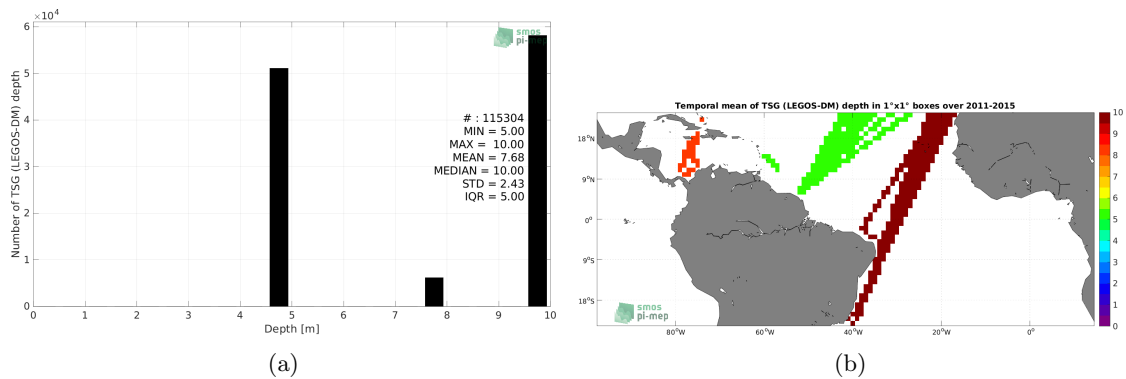 ×10⁴
6
5
4
3
2
1
0
Number of TSG (LEGOS-DM) depth
smos
pi-mep
# : 115304
MIN = 5.00
MAX = 10.00
MEAN = 7.68
MEDIAN = 10.00
STD = 2.43
IQR = 5.00
0 1 2 3 4 5 6 7 8 9 10
Depth [m]
(a)
Temporal mean of TSG (LEGOS-DM) depth in 1°x1° boxes over 2011-2015
18°N
9°N
0°
9°S
18°S
80°W 60°W 40°W 20°W 0°
smos
pi-mep
10
9
8
7
6
5
4
3
2
1
0
(b)